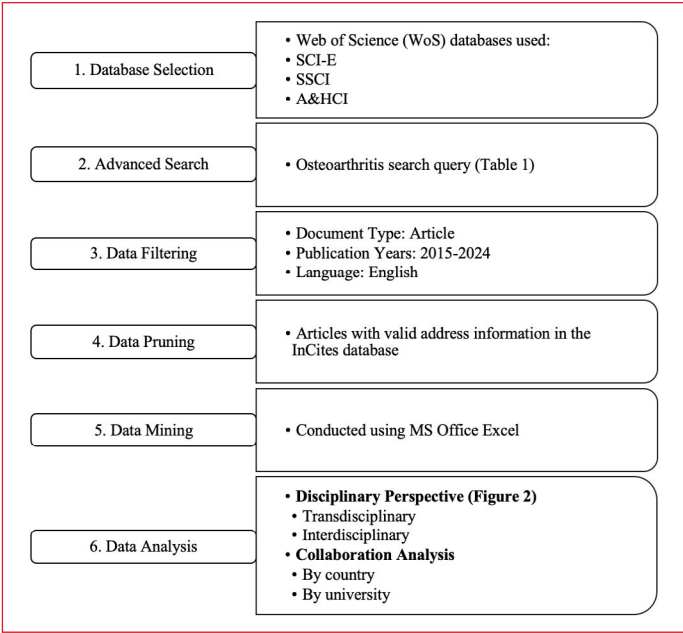 1. Database Selection
• Web of Science (WoS) databases used:
• SCI-E
• SSCI
• A&HCI
2. Advanced Search
• Osteoarthritis search query (Table 1)
3. Data Filtering
• Document Type: Article
• Publication Years: 2015-2024
• Language: English
4. Data Pruning
• Articles with valid address information in the
InCites database
5. Data Mining
• Conducted using MS Office Excel
6. Data Analysis
• Disciplinary Perspective (Figure 2)
• Transdisciplinary
• Interdisciplinary
• Collaboration Analysis
• By country
• By university